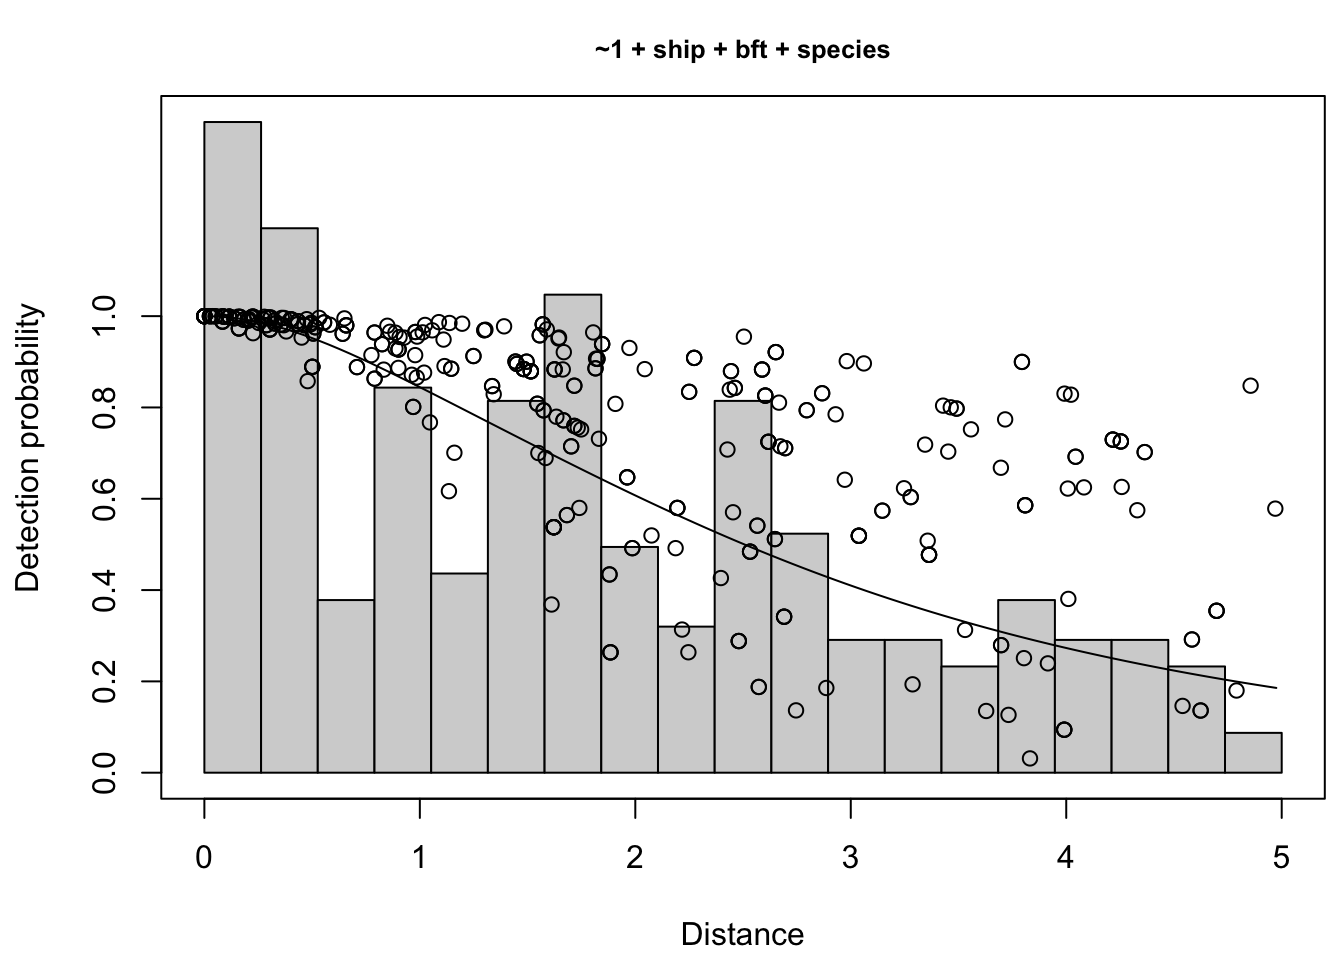 ~1 + ship + bft + species
Detection probability
1.0
0.8
0.6
0.4
0.2
0.0
0 1 2 3 4 5
Distance